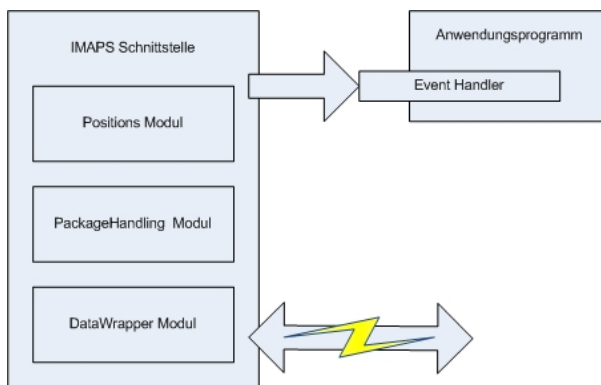 IMAPS Schnittstelle
Anwendungsprogramm
Event Handler
Positions Modul
PackageHandling Modul
DataWrapper Modul